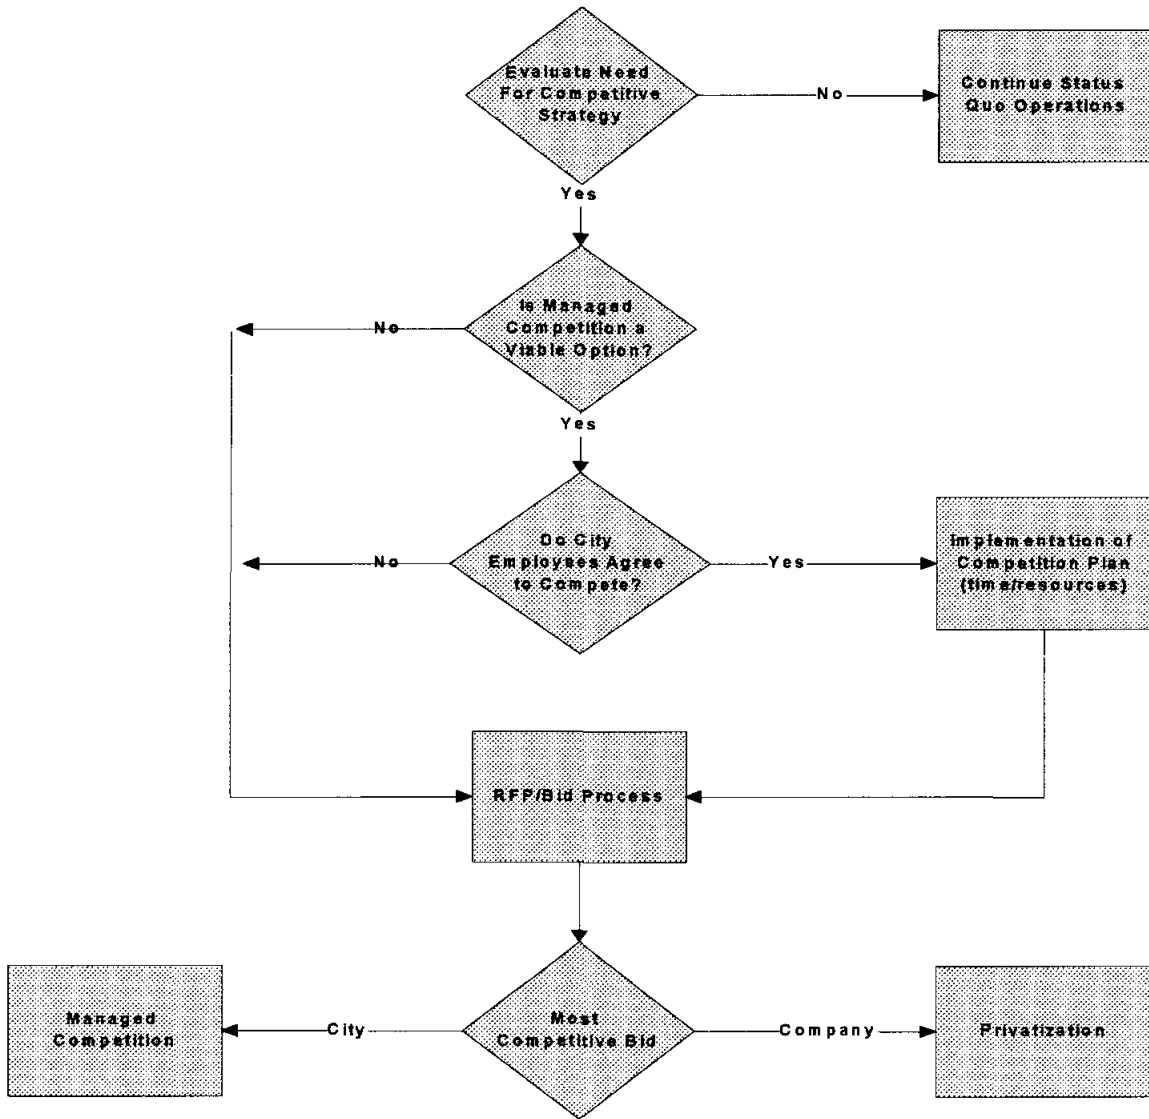 Evaluate Need
For Competitive
Strategy
No
Continue Status
Quo Operations
Yes
Is Managed
Competition a
Viable Option?
No
Yes
Do City
Employees Agree
to Compete?
No
Yes
Implementation of
Competition Plan
(time/resources)
RFP/Bid Process
Most
Competitive Bid
City
Managed
Competition
Company
Privatization